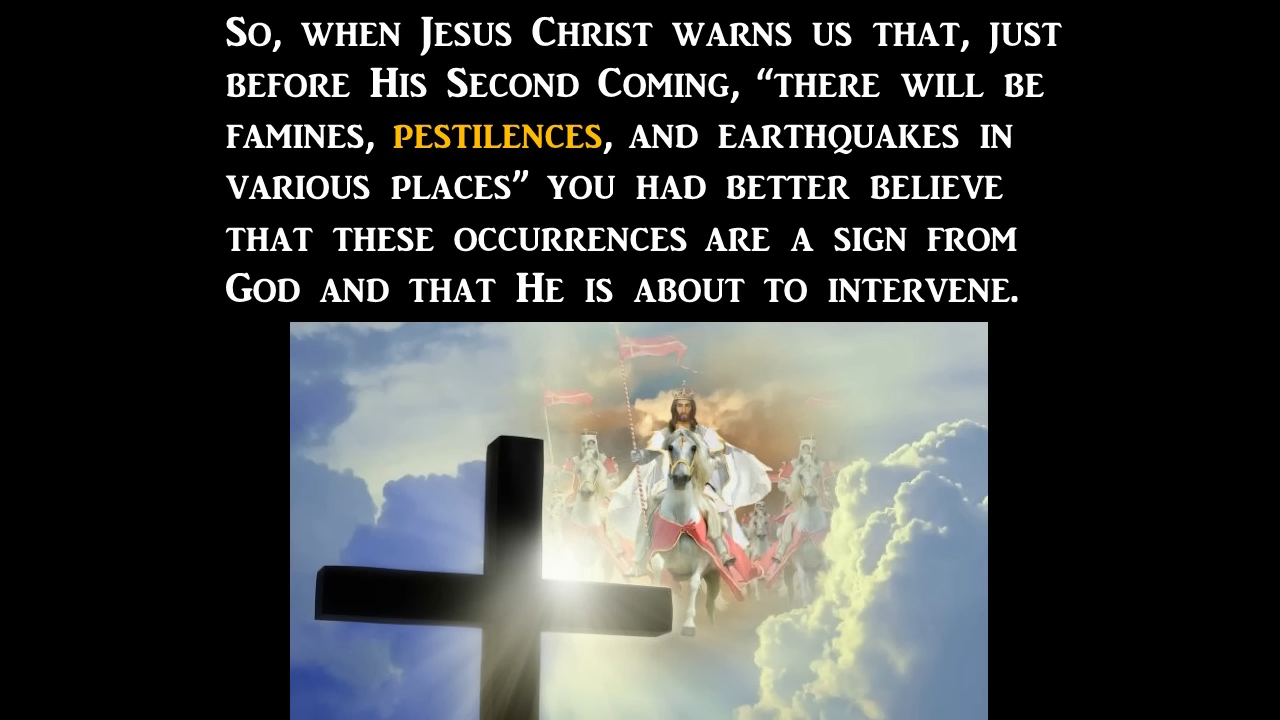 So, when Jesus Christ warns us that, just
before His Second Coming, “there will be
famines, pestilences, and earthquakes in
various places” you had better believe
that these occurrences are a sign from
God and that He is about to intervene.